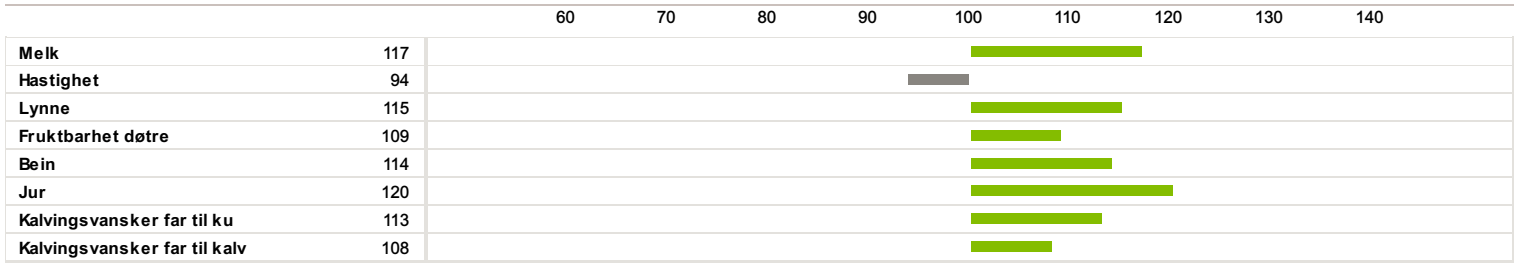 60 70 80 90 100 110 120 130 140
Melk 117
Hastighet 94
Lynne 115
Fruktbarhet døtre 109
Bein 114
Jur 120
Kalvingsvansker far til ku 113
Kalvingsvansker far til kalv 108